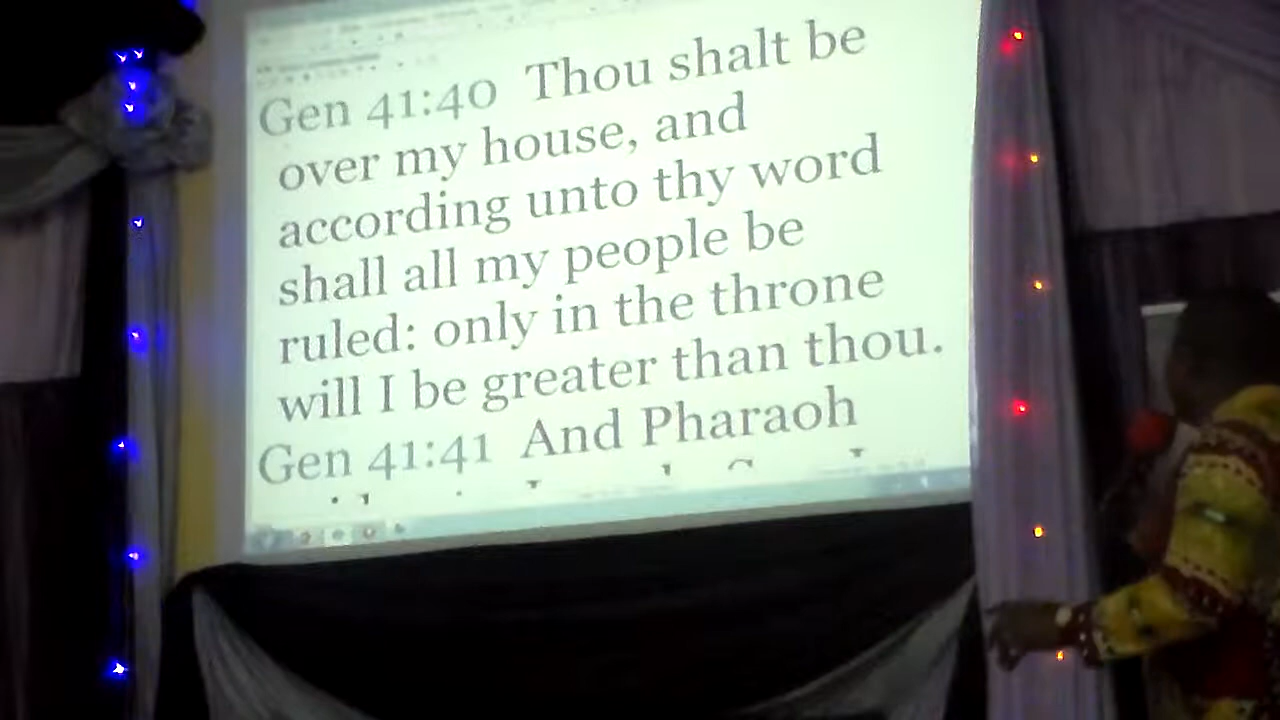 Gen 41:40 Thou shalt be
over my house, and
according unto thy word
shall all my people be
ruled: only in the throne
will I be greater than thou.
Gen 41:41 And Pharaoh